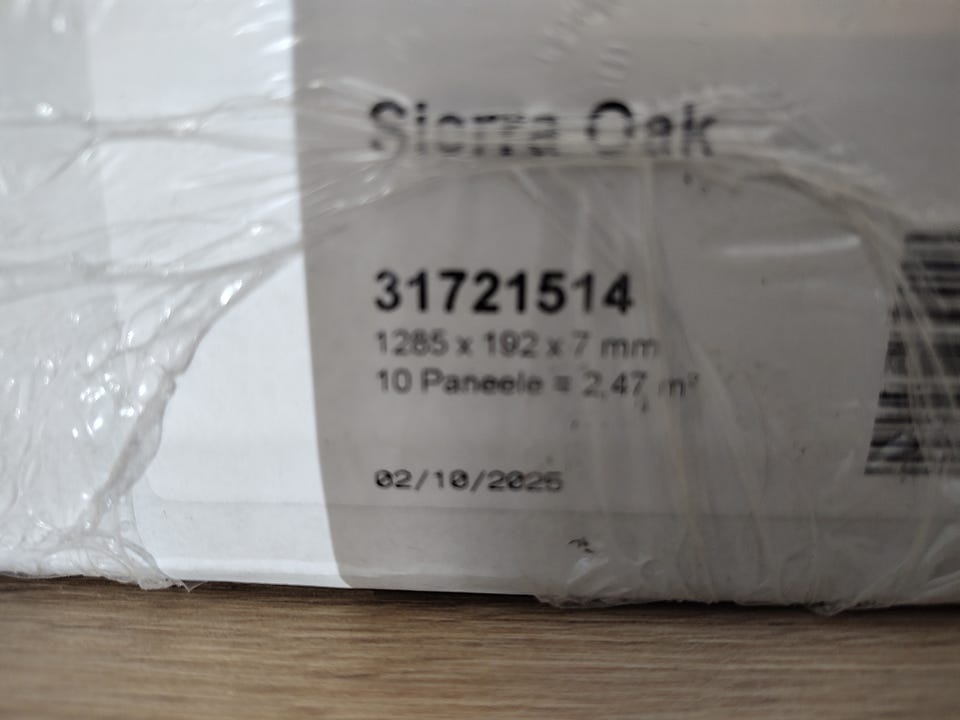 Sierra Oak
31721514
1285 x 192 x 7 mm
10 Paneele = 2,47 m²
02/10/2025